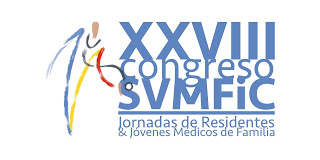 XXVIII
congreso
SVMFiC
Jornadas de Residentes
& Jóvenes Médicos de Familia